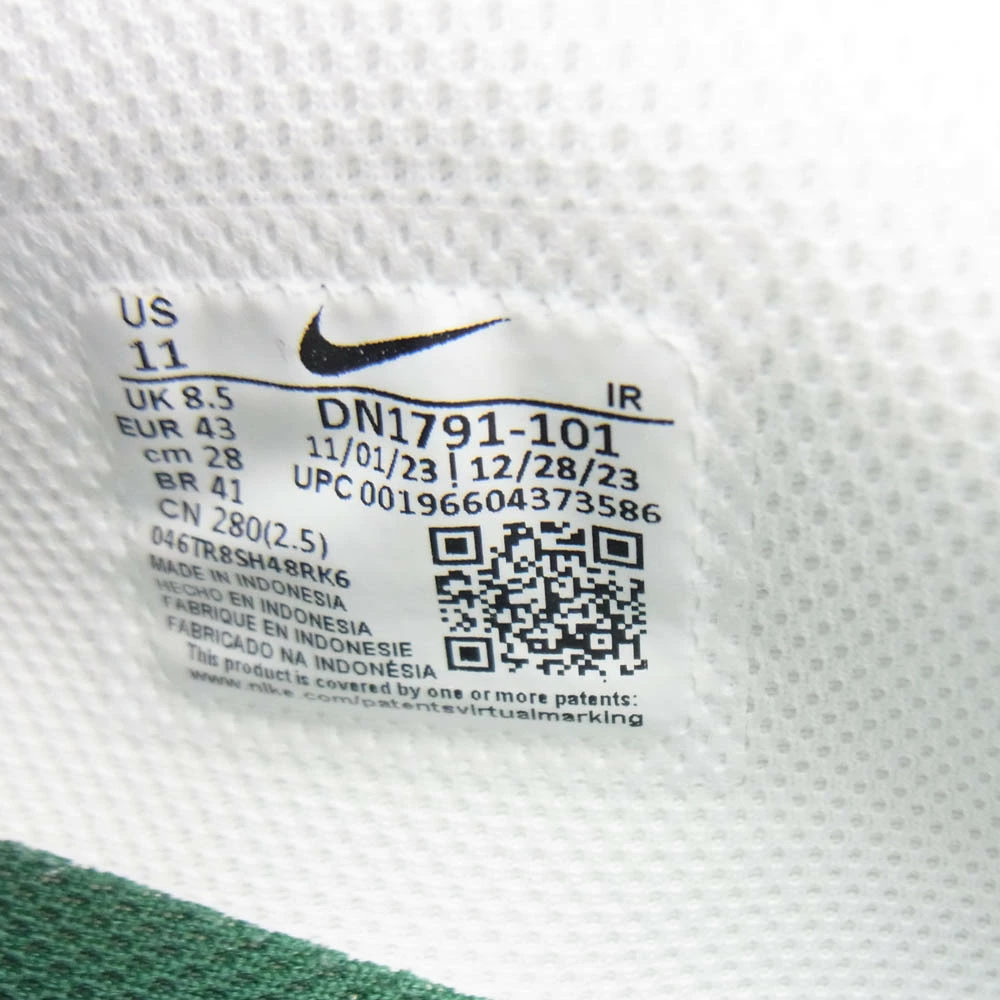 US
11
IR
UK 8.5
EUR 43
cm 28
BR 41
CN 280(2.5)
DN1791-101
11/01/23 | 12/28/23
UPC 00196604373586
046TR8SH48RK6
MADE IN INDONESIA
HECHO EN INDONESIA
FABRIQUE EN INDONESIE
FABRICADO NA INDONÉSIA
This product is covered by one or more patents:
www.nike.com/patentsvirtualmarking